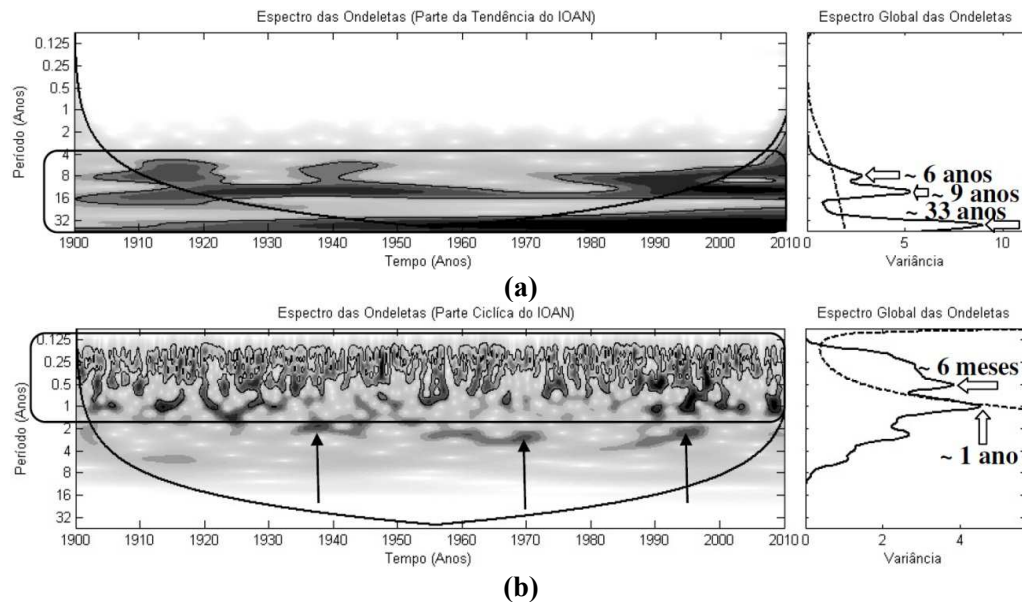 Espectro das Ondeletas (Parte da Tendência do IOAN)
Espectro Global das Ondeletas
Período (Anos)
0.125
0.25
0.5
1
2
4
8
16
32
1900 1910 1920 1930 1940 1950 1960 1970 1980 1990 2000 2010
Tempo (Anos)
~ 6 anos
~ 9 anos
~ 33 anos
0 5 10
Variância
(a)
Espectro das Ondeletas (Parte Ciclíca do IOAN)
Espectro Global das Ondeletas
Período (Anos)
0.125
0.25
0.5
1
2
4
8
16
32
1900 1910 1920 1930 1940 1950 1960 1970 1980 1990 2000 2010
Tempo (Anos)
~ 6 meses
~ 1 ano
0 2 4
Variância
(b)